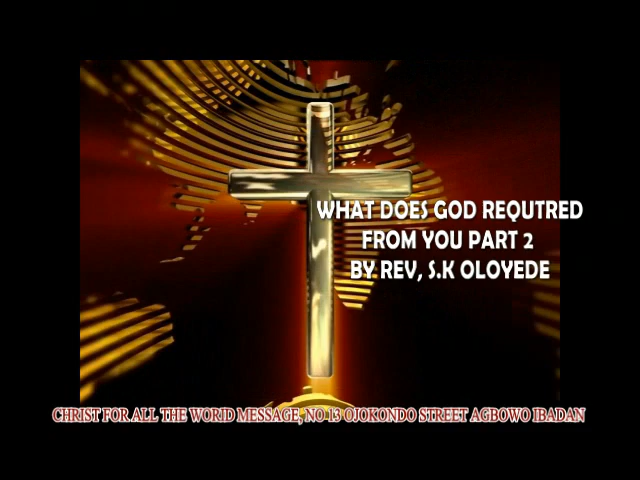 WHAT DOES GOD REQUTRED
FROM YOU PART 2
BY REV, S.K OLOYEDE
CHRIST FOR ALL THE WORID MESSAGE, NO 13 OJOKONDO STREET AGBOWO IBADAN